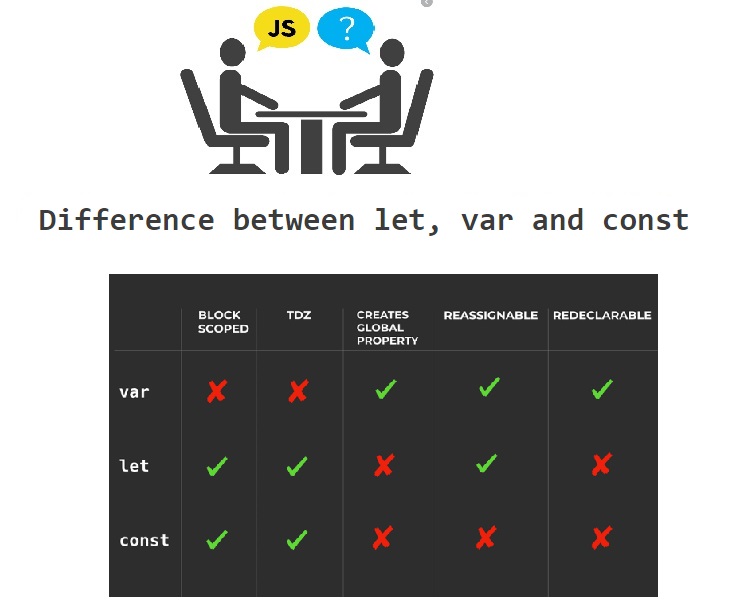 JS ?
Difference between let, var and const
BLOCK SCOPED TDZ CREATES GLOBAL PROPERTY REASSIGNABLE REDECLARABLE
var ✘ ✘ ✓ ✓ ✓
let ✓ ✓ ✘ ✓ ✘
const ✓ ✓ ✘ ✘ ✘